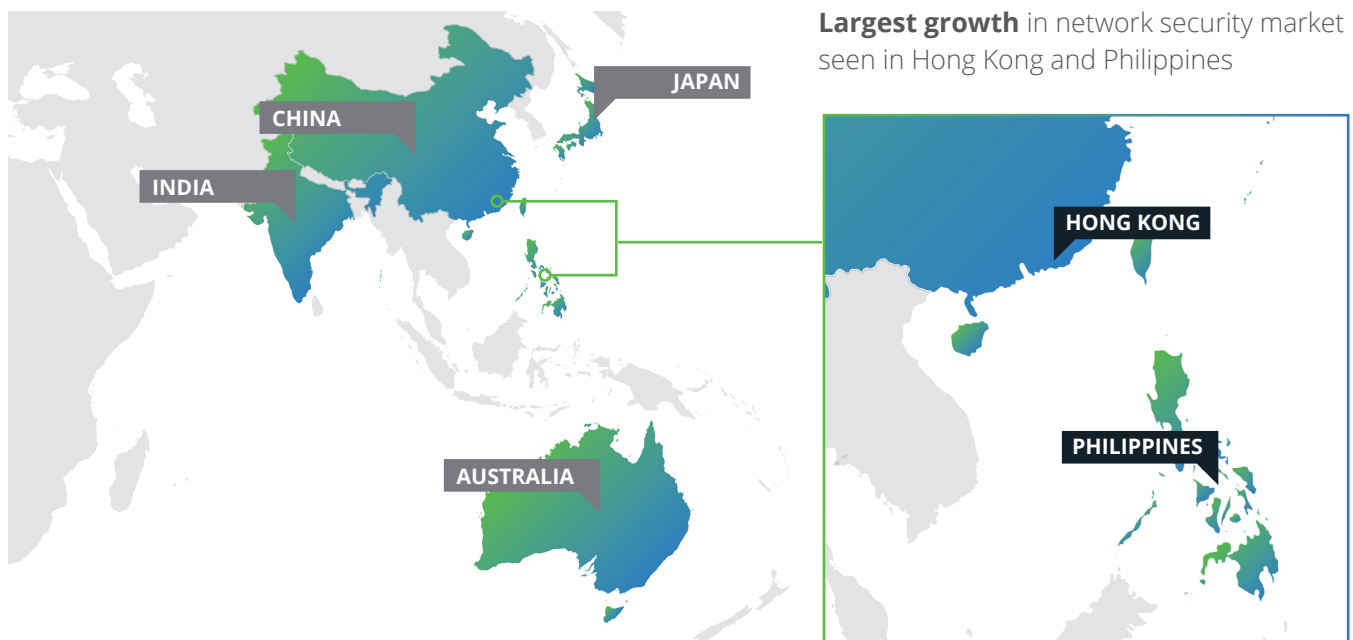 Largest growth in network security market
seen in Hong Kong and Philippines
JAPAN
CHINA
INDIA
HONG KONG
PHILIPPINES
AUSTRALIA